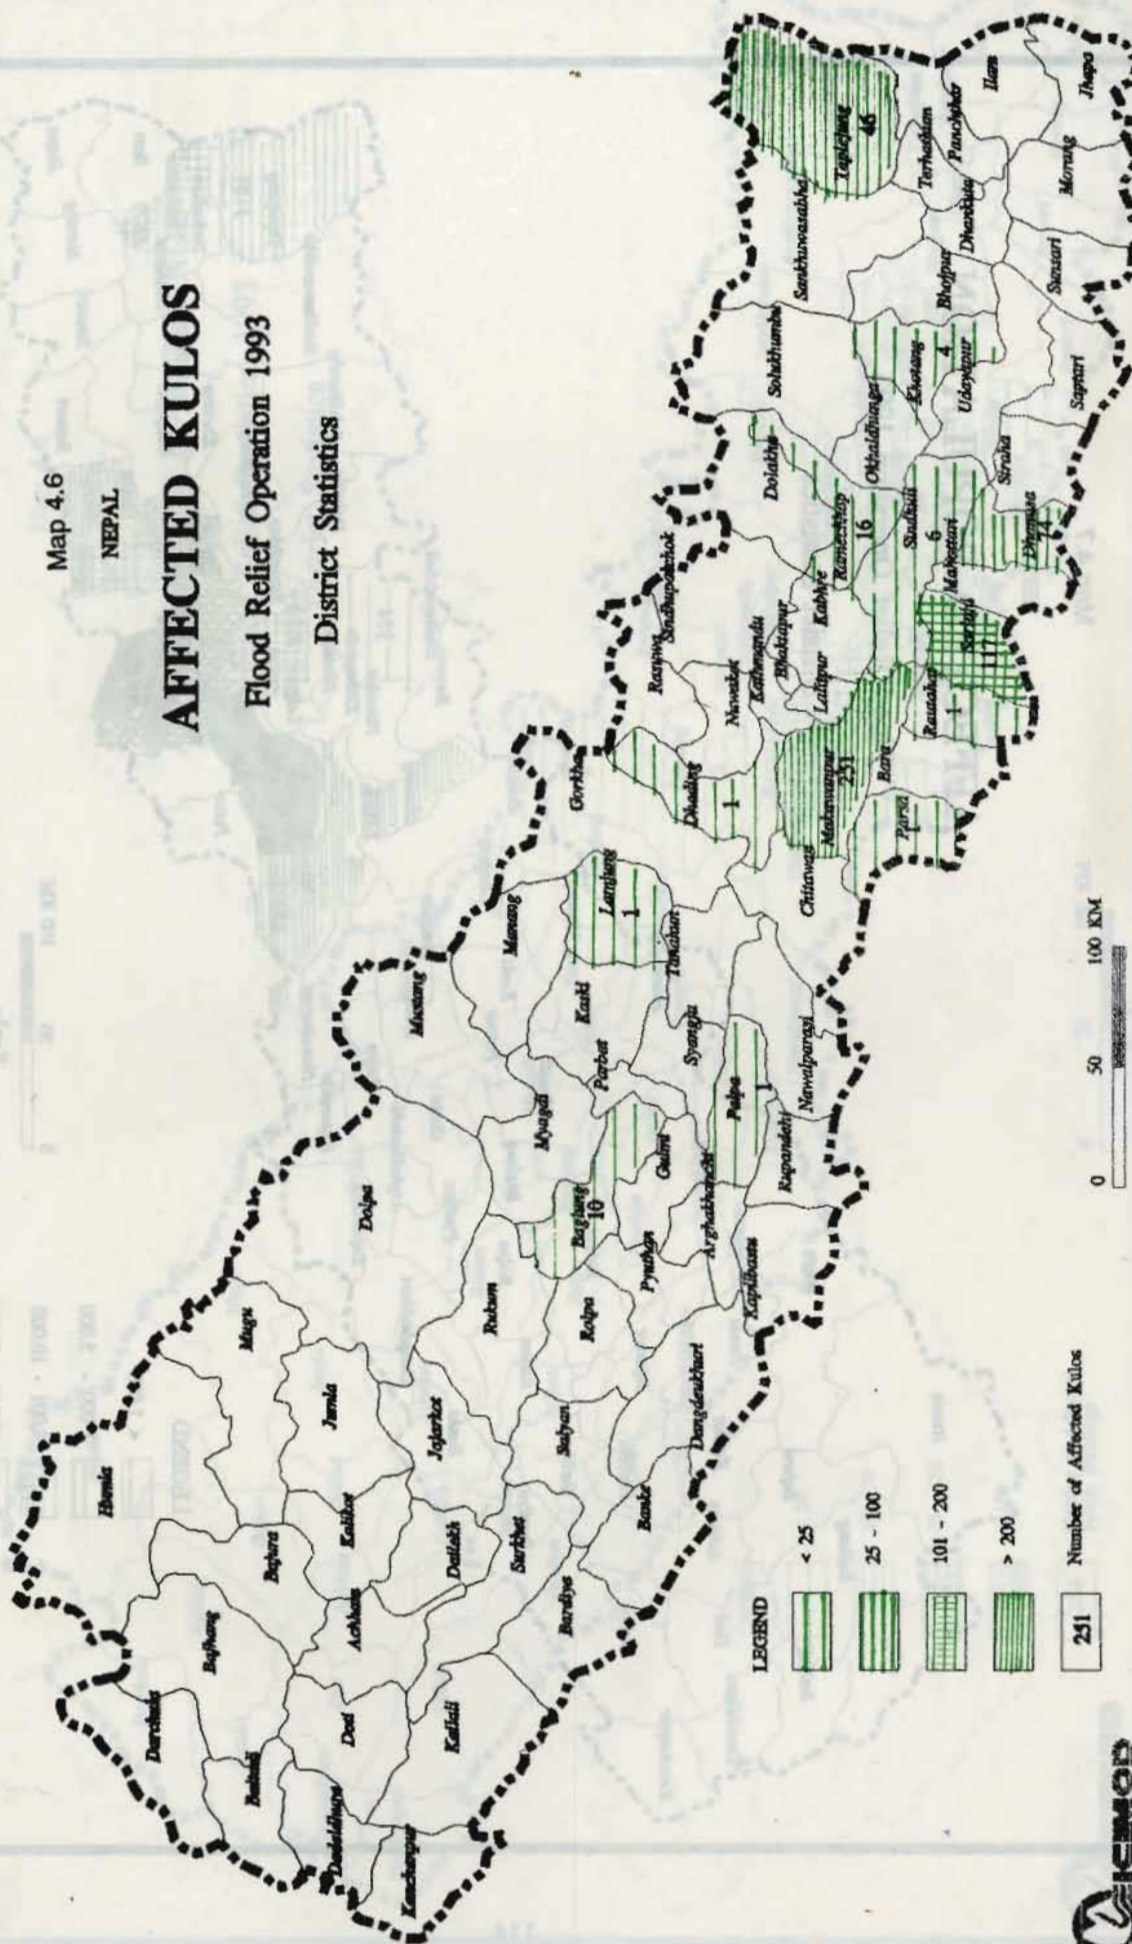 Map 4.6
NEPAL
AFFECTED KULOS
Flood Relief Operation 1993
District Statistics
Humla
Darchula
Bajhang
Mugu
Baitadi
Bajura
Dolpa
Jumla
Mustang
Dadeldhura
Doti
Achham
Kalikot
Kanchanpur
Kailali
Dailekh
Jajarkot
Rukum
Manang
Myagdi
Surkhet
Bardiya
Salyan
Rolpa
Baglung
10
Kaski
Parbat
Lamjung
1
Gorkha
Banke
Dangdeukhuri
Pyuthan
Gulmi
Syangja
Tanahun
Arghakhanchi
Palpa
1
Kapilbastu
Rupandehi
Nawalparasi
Chitawan
Dhading
1
Rasuwa
Nuwakot
Sindhupalchok
Kathmandu
Bhaktapur
Lalitpur
Kabhre
Makawanpur
251
Parsa
1
Bara
Rautahat
1
Sarlahi
117
Dolakha
Ramechhap
16
Sindhuli
6
Mahottari
Dhanusa
74
Siraha
Solukhumbu
Okhaldhunga
Khotang
4
Udayapur
Saptari
Sankhuwasabha
Bhojpur
Dhankuta
Sunsari
Taplejung
46
Terhathum
Panchthar
Morang
Ilam
Jhapa
LEGEND
< 25
25 - 100
101 - 200
> 200
251 Number of Affected Kulos
0 50 100 KM
ICIMOD